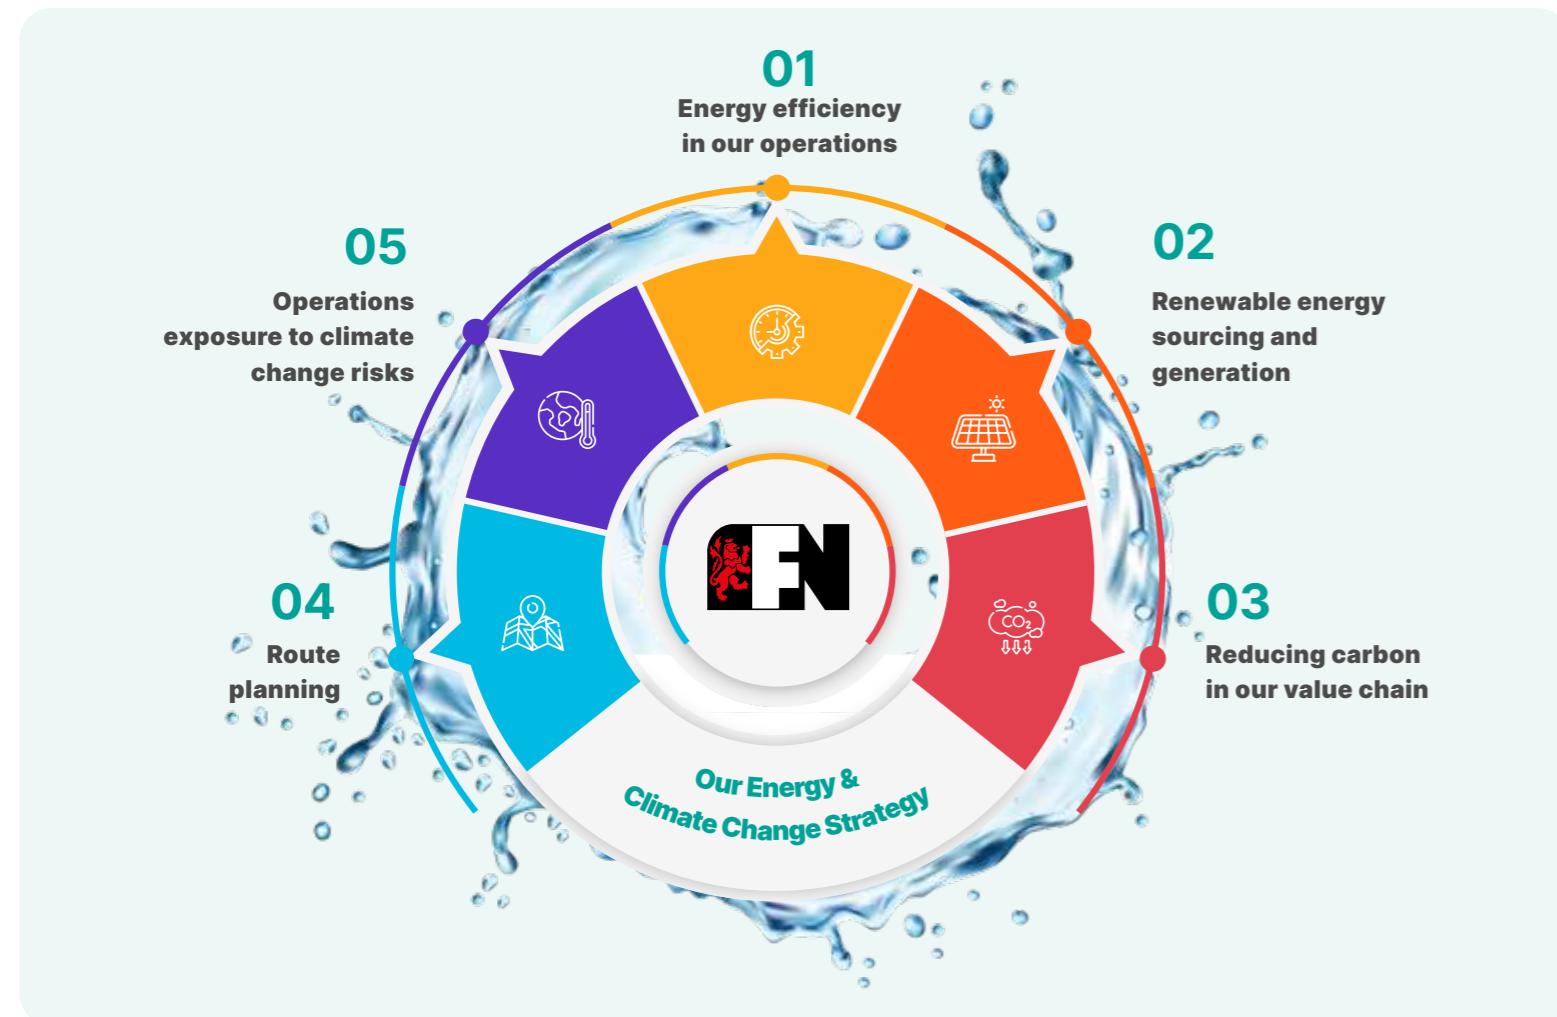 01
Energy efficiency
in our operations
02
Renewable energy
sourcing and
generation
03
Reducing carbon
in our value chain
04
Route
planning
05
Operations
exposure to climate
change risks
CO2
FN
Our Energy &
Climate Change Strategy